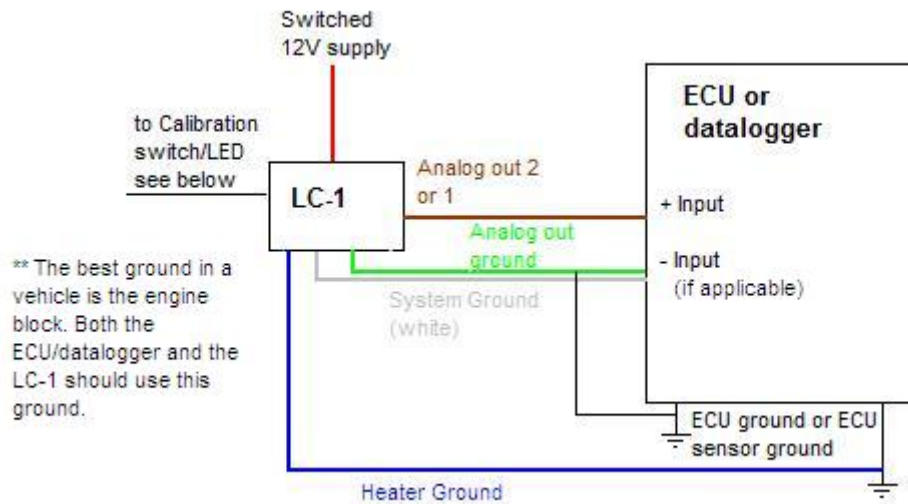 Switched
12V supply
ECU or
datalogger
to Calibration
switch/LED
see below
LC-1
Analog out 2
or 1
+ Input
Analog out
ground
- Input
(if applicable)
System Ground
(white)
** The best ground in a
vehicle is the engine
block. Both the
ECU/datalogger and the
LC-1 should use this
ground.
ECU ground or ECU
sensor ground
Heater Ground